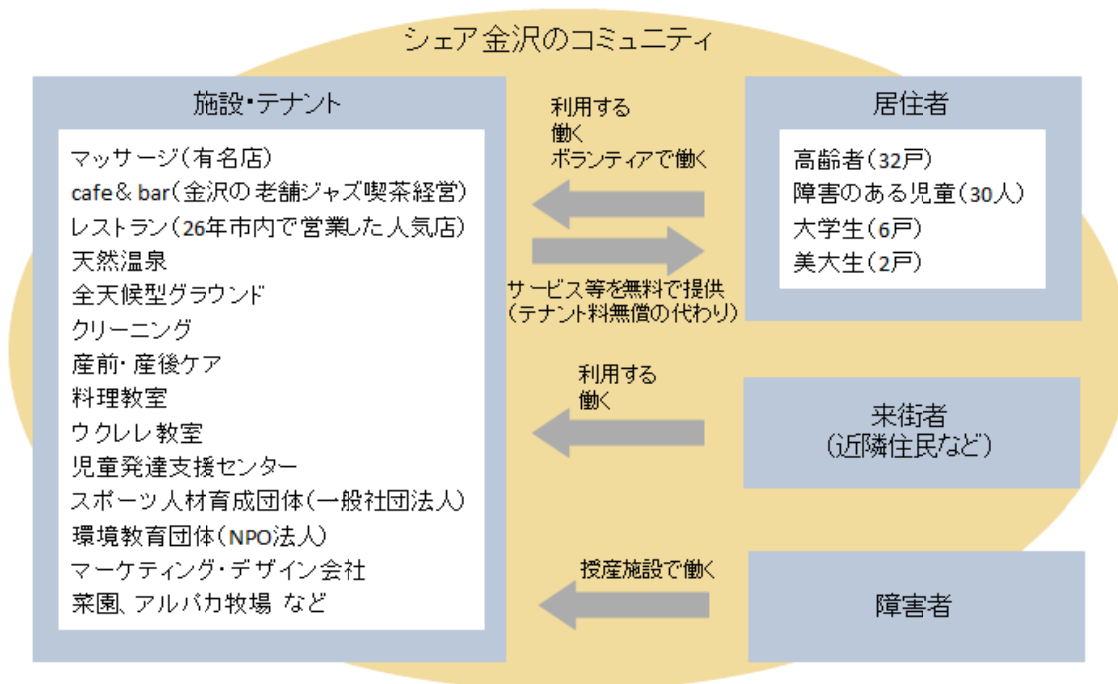 シェア金沢のコミュニティ
施設・テナント
マッサージ(有名店)
cafe& bar(金沢の老舗ジャズ喫茶経営)
レストラン(26年市内で営業した人気店)
天然温泉
全天候型グラウンド
クリーニング
産前・産後ケア
料理教室
ウクレレ教室
児童発達支援センター
スポーツ人材育成団体(一般社団法人)
環境教育団体(NPO法人)
マーケティング・デザイン会社
菜園、アルパカ牧場 など
利用する
働く
ボランティアで働く
サービス等を無料で提供
(テナント料無償の代わり)
居住者
高齢者(32戸)
障害のある児童(30人)
大学生(6戸)
美大生(2戸)
利用する
働く
来街者
(近隣住民など)
授産施設で働く
障害者